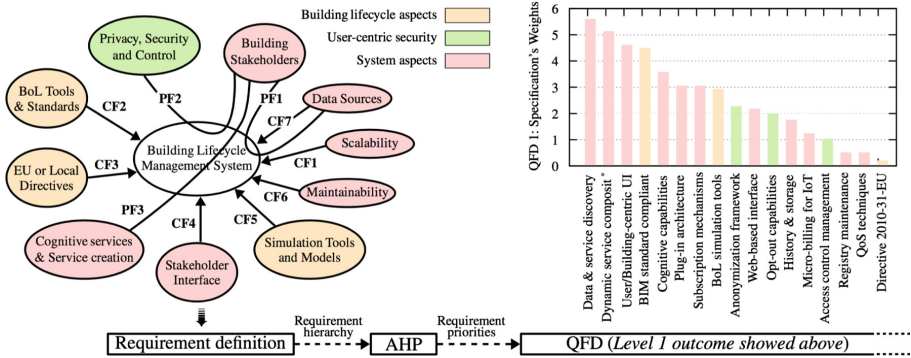 Privacy, Security
and Control
Building
Stakeholders
Building lifecycle aspects
User-centric security
System aspects
BoL Tools
& Standards
CF2
PF2
PF1
Data Sources
CF7
Scalability
CF1
Building Lifecycle
Management System
EU or Local
Directives
CF3
Maintainability
CF6
PF3
CF4
CF5
Cognitive services
& Service creation
Stakeholder
Interface
Simulation Tools
and Models
QFD 1: Specification's Weights
6
5
4
3
2
1
0
Data & service discovery
Dynamic service composit°
User/Building-centric UI
BIM standard compliant
Cognitive capabilities
Plug-in architecture
Subscription mechanisms
BoL simulation tools
Anonymization framework
Web-based interface
Opt-out capabilities
History & storage
Micro-billing for IoT
Access control management
Registry maintenance
QoS techniques
Directive 2010-31-EU
Requirement definition
Requirement
hierarchy
AHP
Requirement
priorities
QFD (Level 1 outcome showed above)